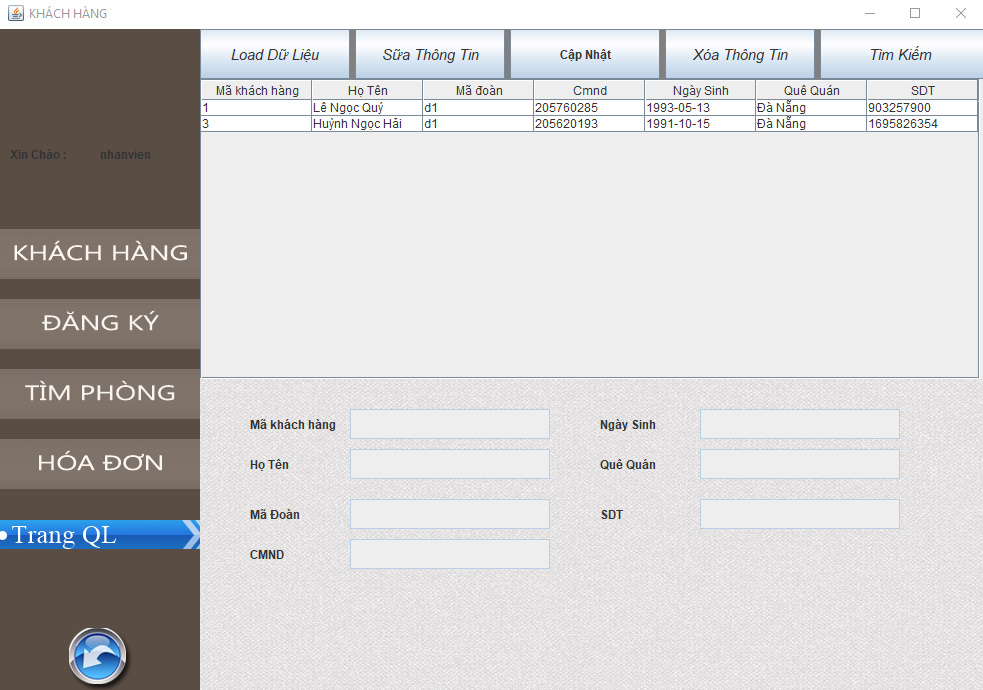 KHÁCH HÀNG
Load Dữ Liệu Sữa Thông Tin Cập Nhật Xóa Thông Tin Tìm Kiếm
Mã khách hàng Họ Tên Mã đoàn Cmnd Ngày Sinh Quê Quán SDT
1 Lê Ngọc Quý d1 205760285 1993-05-13 Đà Nẵng 903257900
3 Huỳnh Ngọc Hải d1 205620193 1991-10-15 Đà Nẵng 1695826354
Xin Chào : nhanvien
KHÁCH HÀNG
ĐĂNG KÝ
TÌM PHÒNG
HÓA ĐƠN
Trang QL
Mã khách hàng Ngày Sinh
Họ Tên Quê Quán
Mã Đoàn SDT
CMND